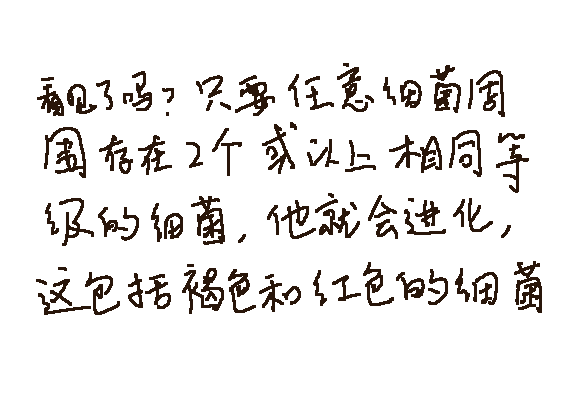 看见了吗？只要任意细菌周
围存在2个或以上相同等
级的细菌，他就会进化，
这包括褐色和红色的细菌